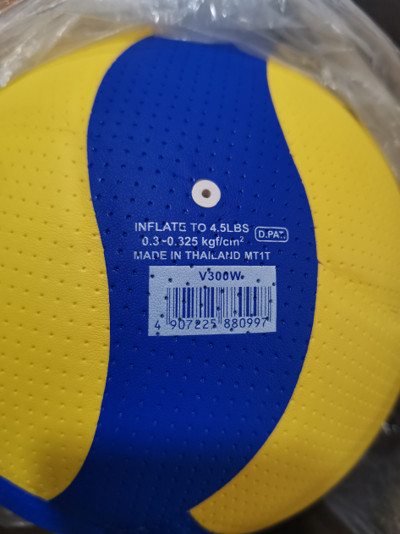 INFLATE TO 4.5LBS
0.3~0.325 kgf/cm² D.PAT.
MADE IN THAILAND MT1T
V300W
4 907225 880997